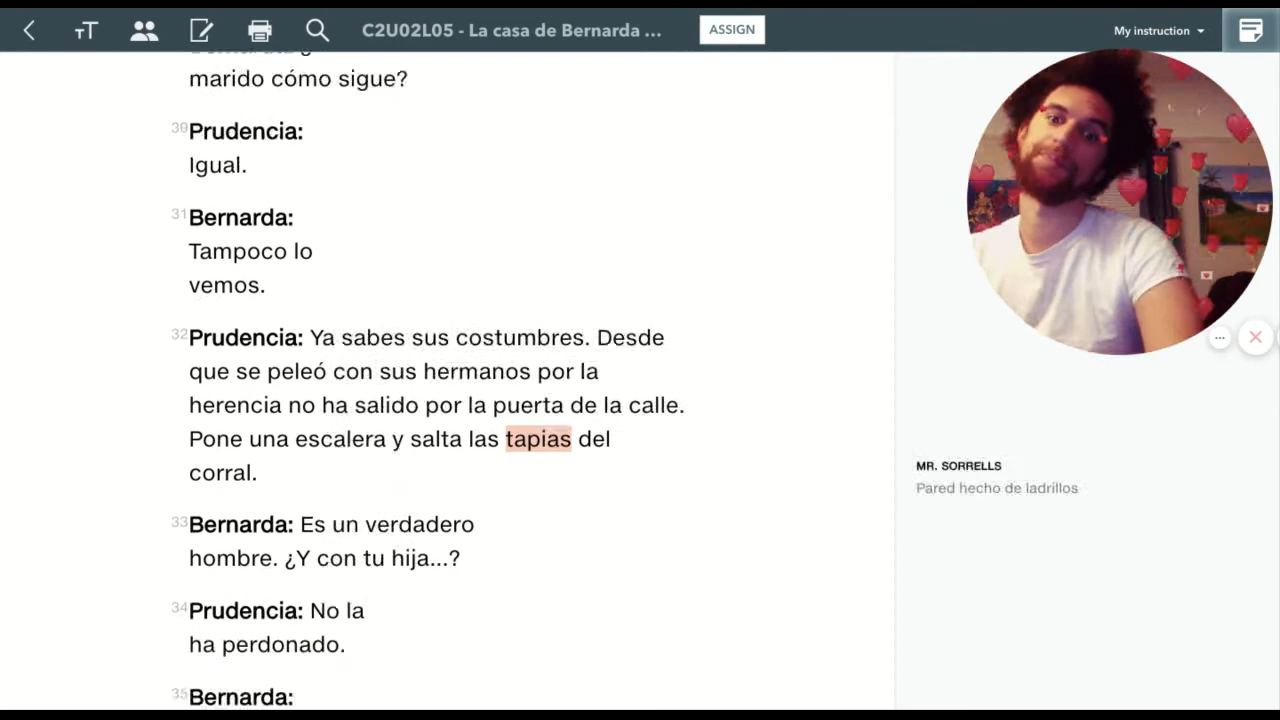 C2U02L05 - La casa de Bernarda ...
ASSIGN
My instruction
marido cómo sigue?
30 Prudencia:
Igual.
31 Bernarda:
Tampoco lo
vemos.
32 Prudencia: Ya sabes sus costumbres. Desde
que se peleó con sus hermanos por la
herencia no ha salido por la puerta de la calle.
Pone una escalera y salta las tapias del
corral.
MR. SORRELLS
Pared hecho de ladrillos
33 Bernarda: Es un verdadero
hombre. ¿Y con tu hija...?
34 Prudencia: No la
ha perdonado.
35 Bernarda: